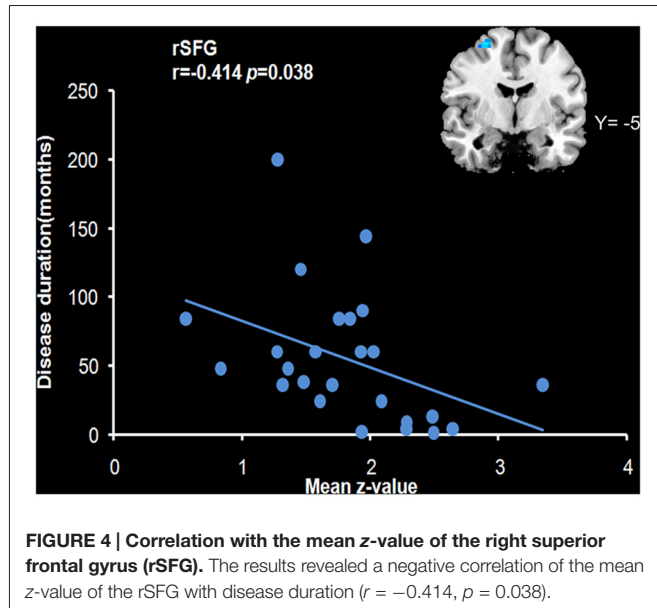 rSFG
r=-0.414 p=0.038
Y= -5
250
200
150
100
50
0
Disease duration(months)
0 1 2 3 4
Mean z-value
FIGURE 4 | Correlation with the mean z-value of the right superior
frontal gyrus (rSFG). The results revealed a negative correlation of the mean
z-value of the rSFG with disease duration (r = −0.414, p = 0.038).